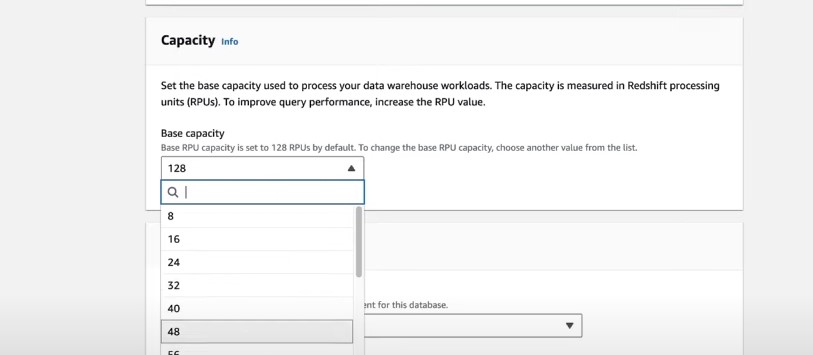 Capacity Info
Set the base capacity used to process your data warehouse workloads. The capacity is measured in Redshift processing
units (RPUs). To improve query performance, increase the RPU value.
Base capacity
Base RPU capacity is set to 128 RPUs by default. To change the base RPU capacity, choose another value from the list.
128
8
16
24
32
40
ent for this database.
48
56